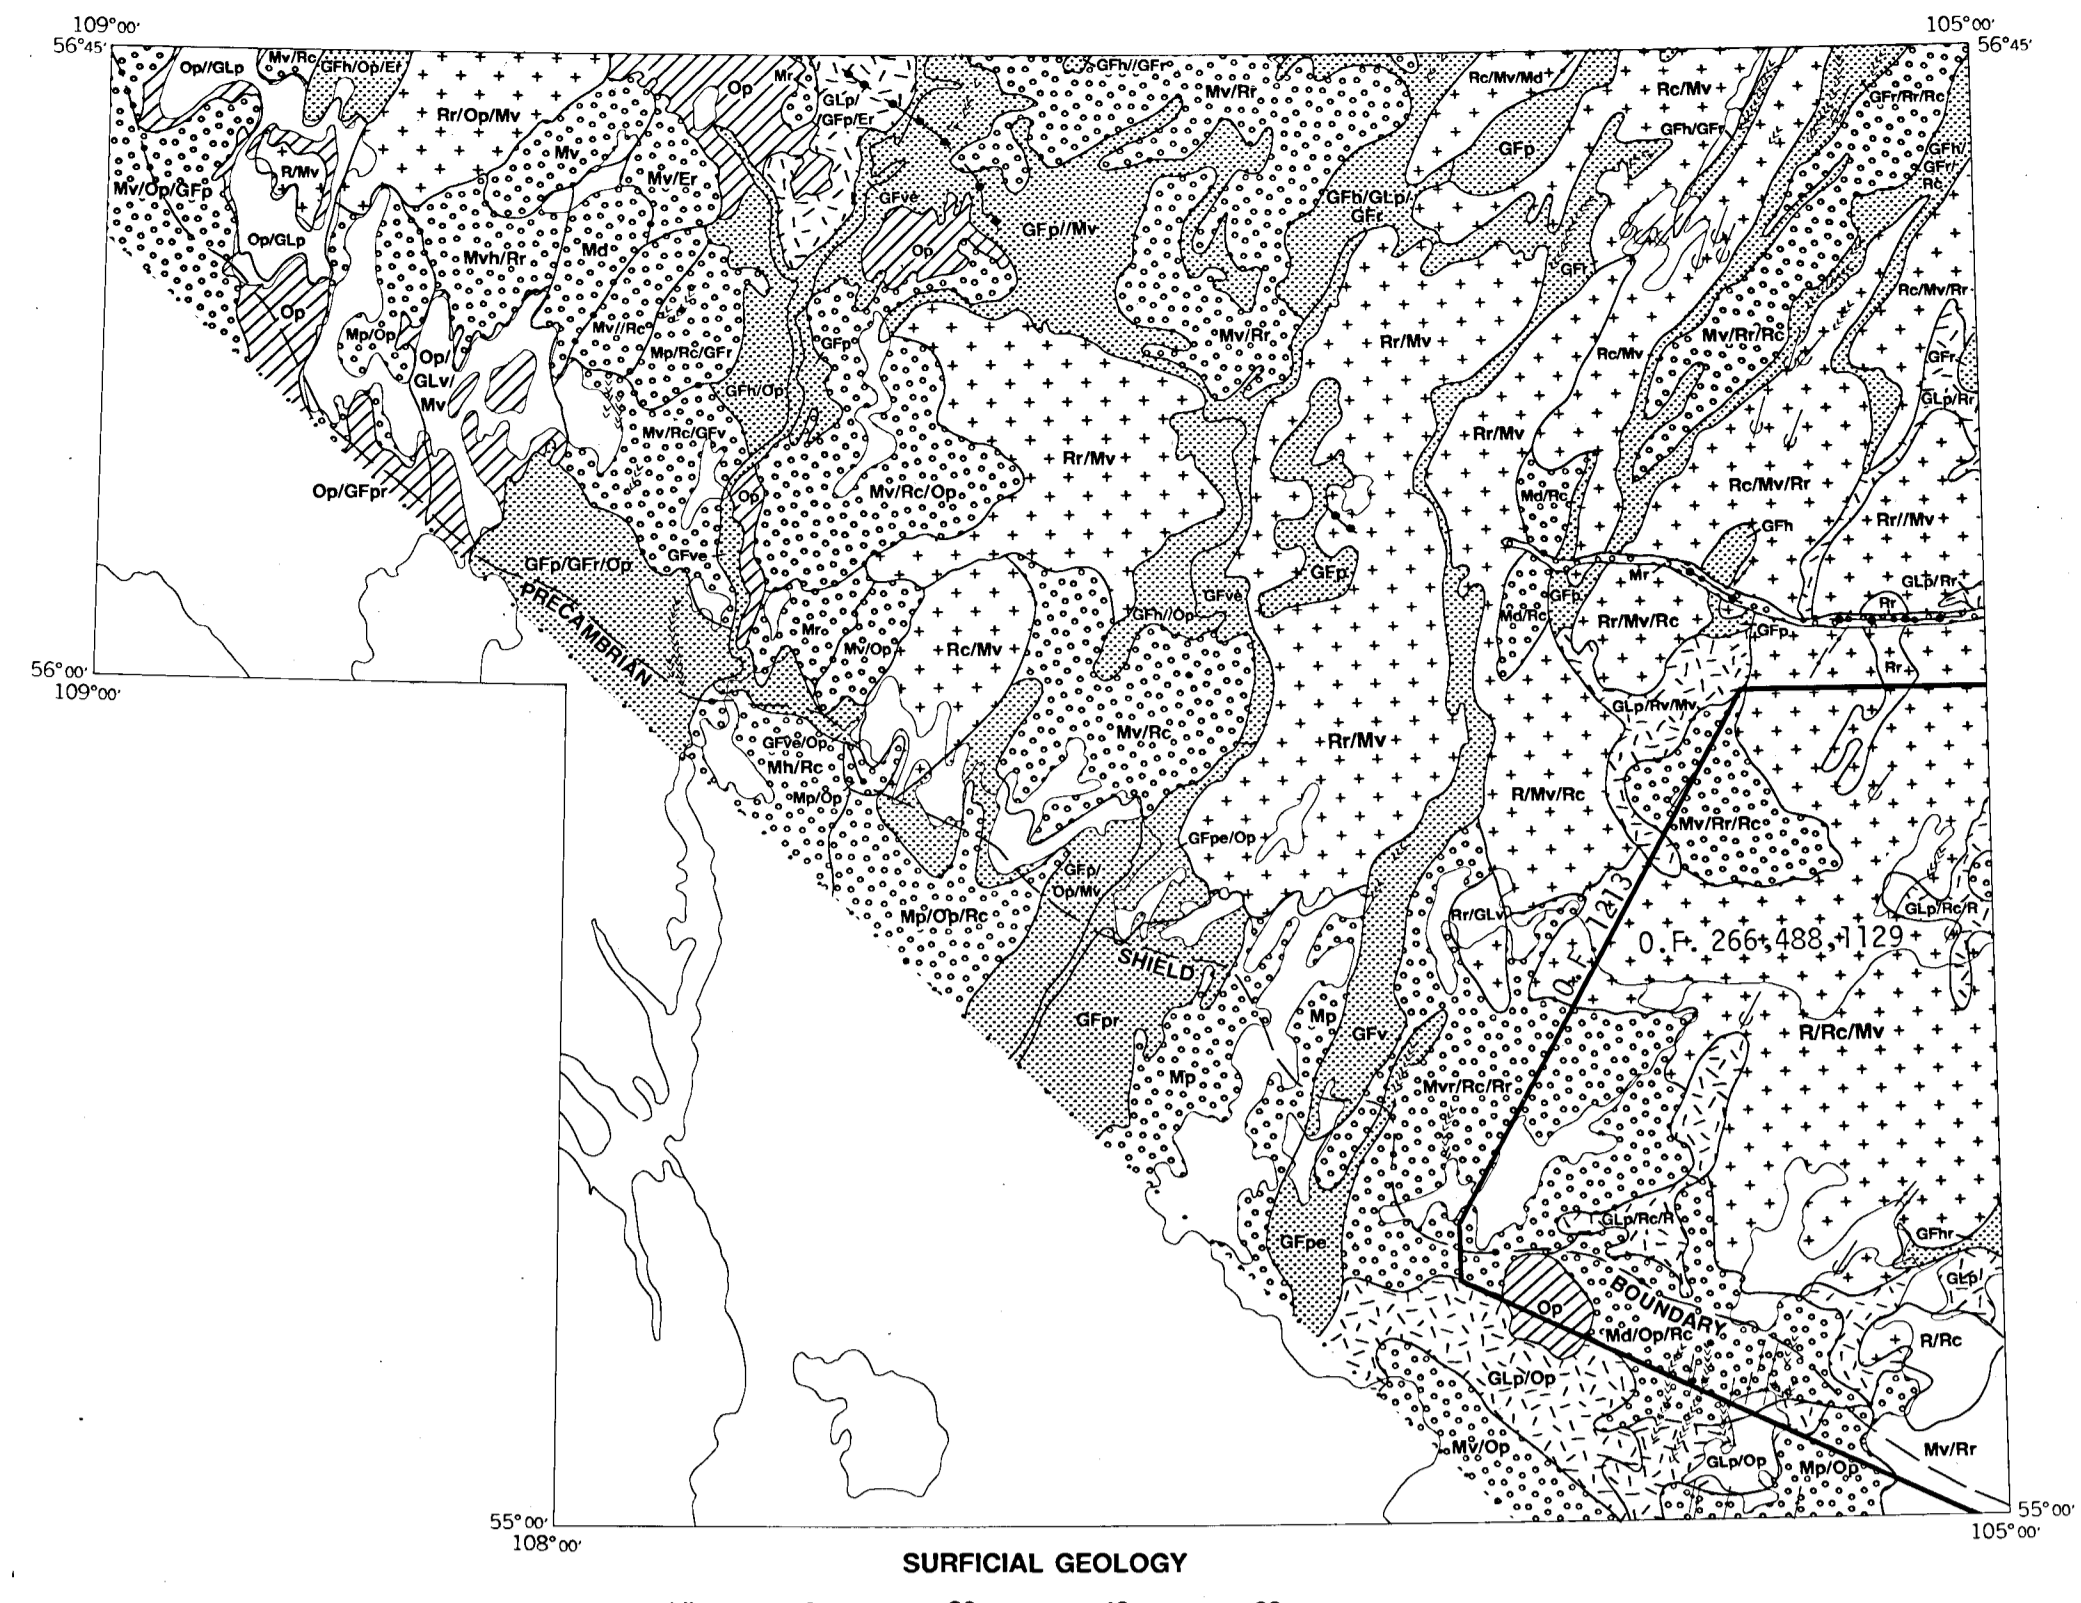 109°00'
105°00'
56°45'
56°45'
Op//GLp
Mv/Rc
GFh/Op/Er
Rr/Op/Mv
Op
Mr
GLp/
/GFp/Er
GFh//GFr
Mv/Rr
Rc/Mv/Md
Rc/Mv
GFh/GFr
GFp
GFr/Rr/Rc
GFh/
GFr/
Rc
Mv
R/Mv
Mv/Er
Mv/Op/GFp
GFve
GFh/GLp/
GFr
GFp//Mv
Op/GLp
Mvh/Rr
Md
Op
GFr
Rc/Mv/Rr
Op
Mp/Op
Mv//Rc
Mp/Rc/GFr
GFp
Mv/Rr
Rr/Mv
Rc/Mv
Mv/Rr/Rc
GFr
Op/
GLv/
Mv
GFh/Op
GLp/Rr
Mv/Rc/GFv
Rr/Mv
Rr/Mv
Op/GFpr
Op
Mv/Rc/Op
Md/Rc
Rc/Mv/Rr
GFh
Rr//Mv
GFve
GFp/GFr/Op
GFp
Mr
GLp/Rr
PRECAMBRIAN
GFve
GFh//Op
GFp
Md/Rc
Rr/Mv/Rc
Rr
GFp
Mr
Mv/Op
Rc/Mv
Rr
56°00'
109°00'
GLp/Rv/Mv
GFve/Op
Mh/Rc
Mv/Rc
Rr/Mv
Mp/Op
R/Mv/Rc
Mv/Rr/Rc
GFpe/Op
GFp/
Op/Mv
Mp/Op/Rc
Rr/GLv
O.F. 1213
GLp/Rc/R
O.F. 266,488,1129
SHIELD
GFpr
Mp
GFv
R/Rc/Mv
Mp
Mvr/Rc/Rr
GLp/Rc/R
GFpe
GFhr
GLp
BOUNDARY
Op
Md/Op/Rc
R/Rc
GLp/Op
Mv/Op
GLp/Op
Mp/Op
Mv/Rr
55°00'
55°00'
108°00'
105°00'
SURFICIAL GEOLOGY